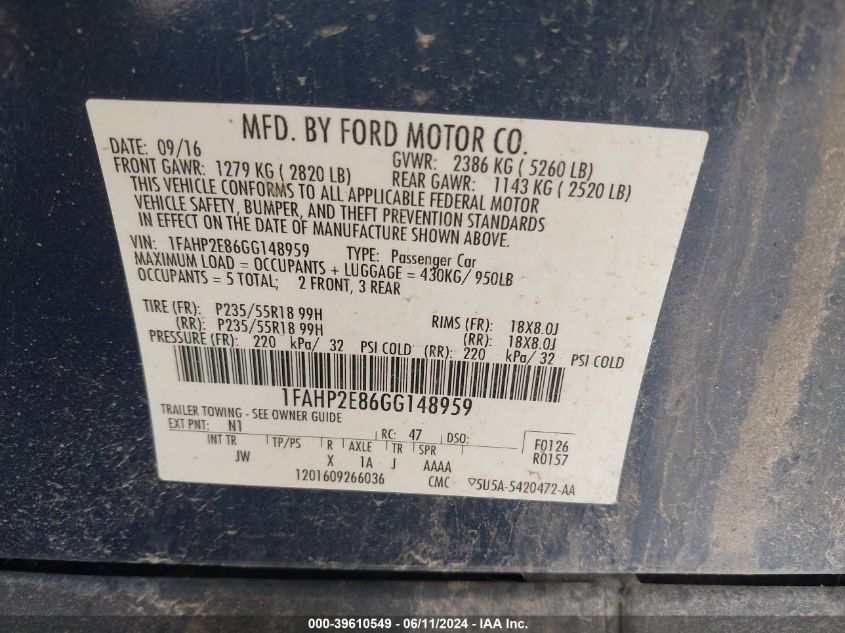 MFD. BY FORD MOTOR CO.
DATE: 09/16 GVWR: 2386 KG ( 5260 LB)
FRONT GAWR: 1279 KG ( 2820 LB) REAR GAWR: 1143 KG ( 2520 LB)
THIS VEHICLE CONFORMS TO ALL APPLICABLE FEDERAL MOTOR
VEHICLE SAFETY, BUMPER, AND THEFT PREVENTION STANDARDS
IN EFFECT ON THE DATE OF MANUFACTURE SHOWN ABOVE.
VIN: 1FAHP2E86GG148959 TYPE: Passenger Car
MAXIMUM LOAD = OCCUPANTS + LUGGAGE = 430KG/ 950LB
OCCUPANTS = 5 TOTAL; 2 FRONT, 3 REAR
TIRE (FR): P235/55R18 99H RIMS (FR): 18X8.0J
(RR): P235/55R18 99H (RR): 18X8.0J
PRESSURE (FR): 220 kPa/ 32 PSI COLD (RR): 220 kPa/ 32 PSI COLD
1FAHP2E86GG148959
TRAILER TOWING - SEE OWNER GUIDE
EXT PNT: N1 RC: 47 DSO: F0126
INT TR TP/PS R AXLE TR SPR R0157
JW X 1A J AAAA
1201609266036 CMC ▽5U5A-5420472-AA
000-39610549 - 06/11/2024 - IAA Inc.